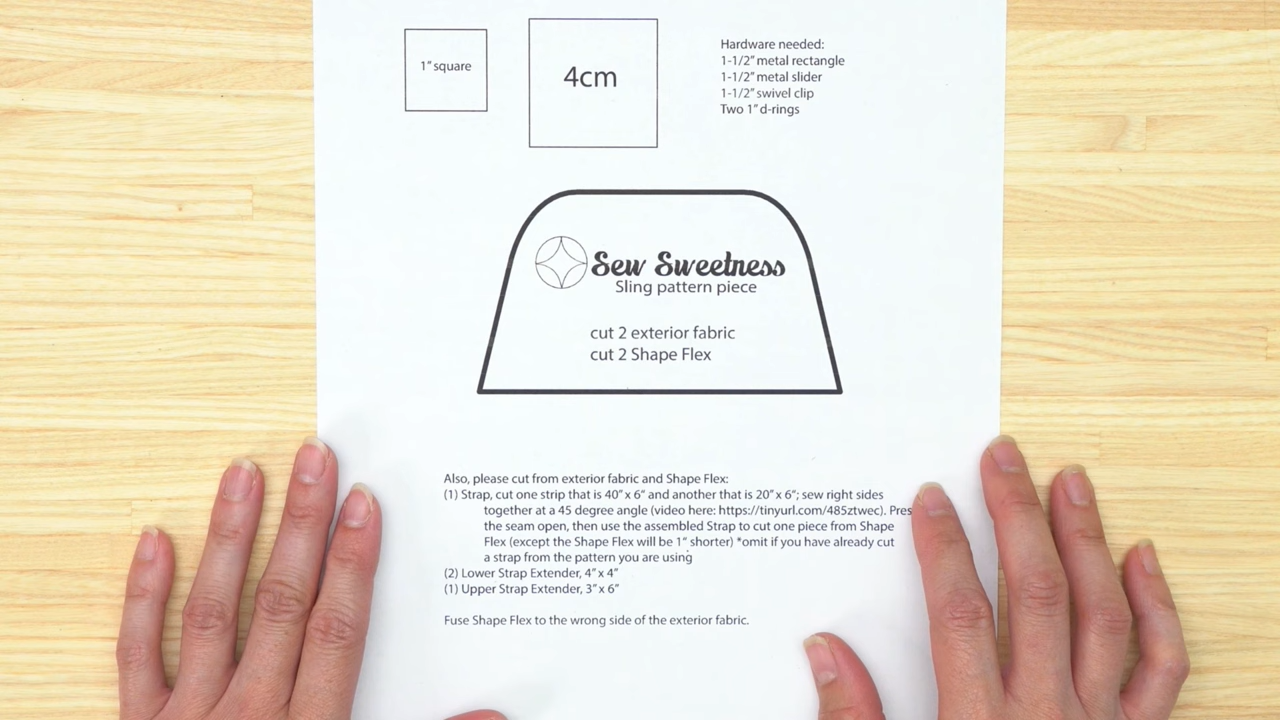 1" square
4cm
Hardware needed:
1-1/2" metal rectangle
1-1/2" metal slider
1-1/2" swivel clip
Two 1" d-rings
Sew Sweetness
Sling pattern piece
cut 2 exterior fabric
cut 2 Shape Flex
Also, please cut from exterior fabric and Shape Flex:
(1) Strap, cut one strip that is 40" x 6" and another that is 20" x 6"; sew right sides
together at a 45 degree angle (video here: https://tinyurl.com/485ztwec). Pres
the seam open, then use the assembled Strap to cut one piece from Shape
Flex (except the Shape Flex will be 1" shorter) *omit if you have already cut
a strap from the pattern you are using
(2) Lower Strap Extender, 4" x 4"
(1) Upper Strap Extender, 3" x 6"
Fuse Shape Flex to the wrong side of the exterior fabric.